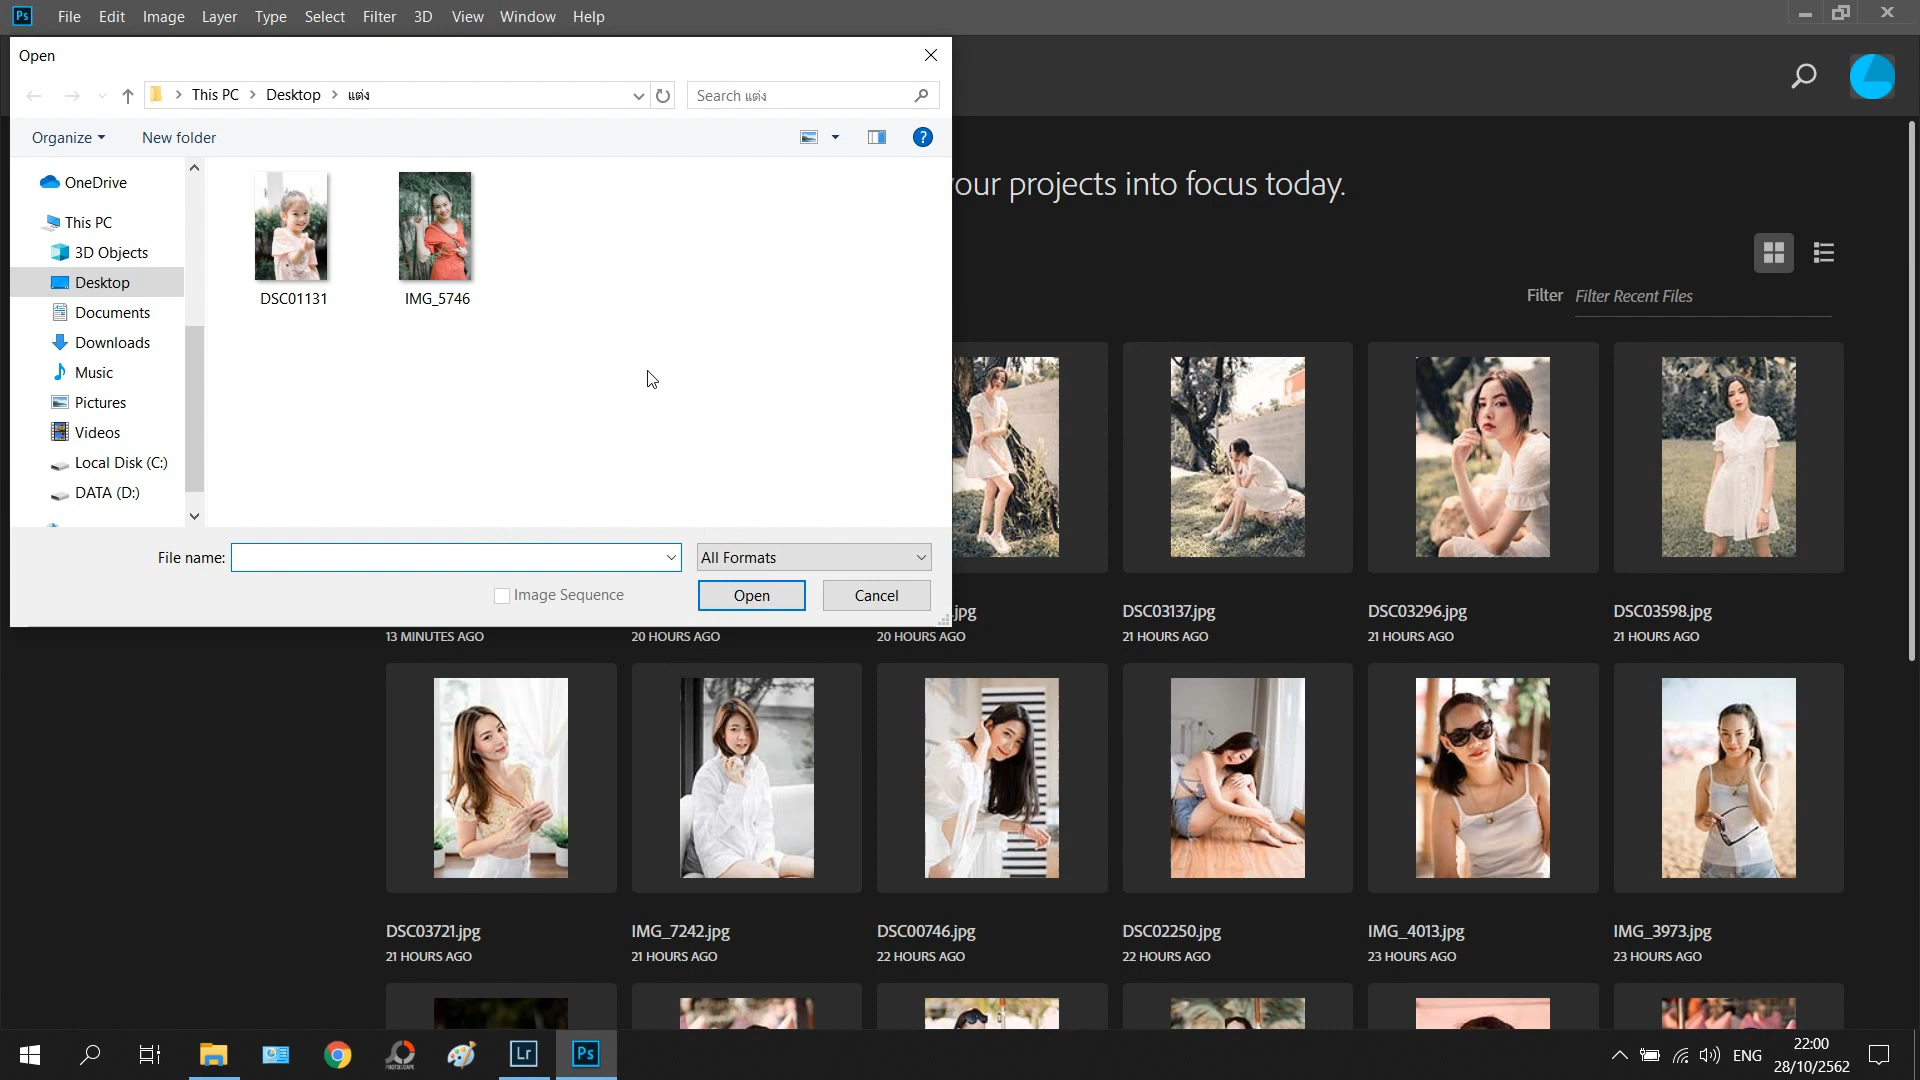 Ps File Edit Image Layer Type Select Filter 3D View Window Help
Open
This PC Desktop แต่ง
Search แต่ง
Organize New folder
?
your projects into focus today.
OneDrive
This PC
3D Objects
Desktop
Documents
Downloads
Music
Pictures
Videos
Local Disk (C:)
DATA (D:)
DSC01131 IMG_5746
Filter Filter Recent Files
File name: All Formats
Image Sequence Open Cancel
.jpg DSC03137.jpg DSC03296.jpg DSC03598.jpg
13 MINUTES AGO 20 HOURS AGO 20 HOURS AGO 21 HOURS AGO 21 HOURS AGO 21 HOURS AGO
DSC03721.jpg IMG_7242.jpg DSC00746.jpg DSC02250.jpg IMG_4013.jpg IMG_3973.jpg
21 HOURS AGO 21 HOURS AGO 22 HOURS AGO 22 HOURS AGO 23 HOURS AGO 23 HOURS AGO
PHOTOSCAPE Lr Ps ENG
22:00
28/10/2562